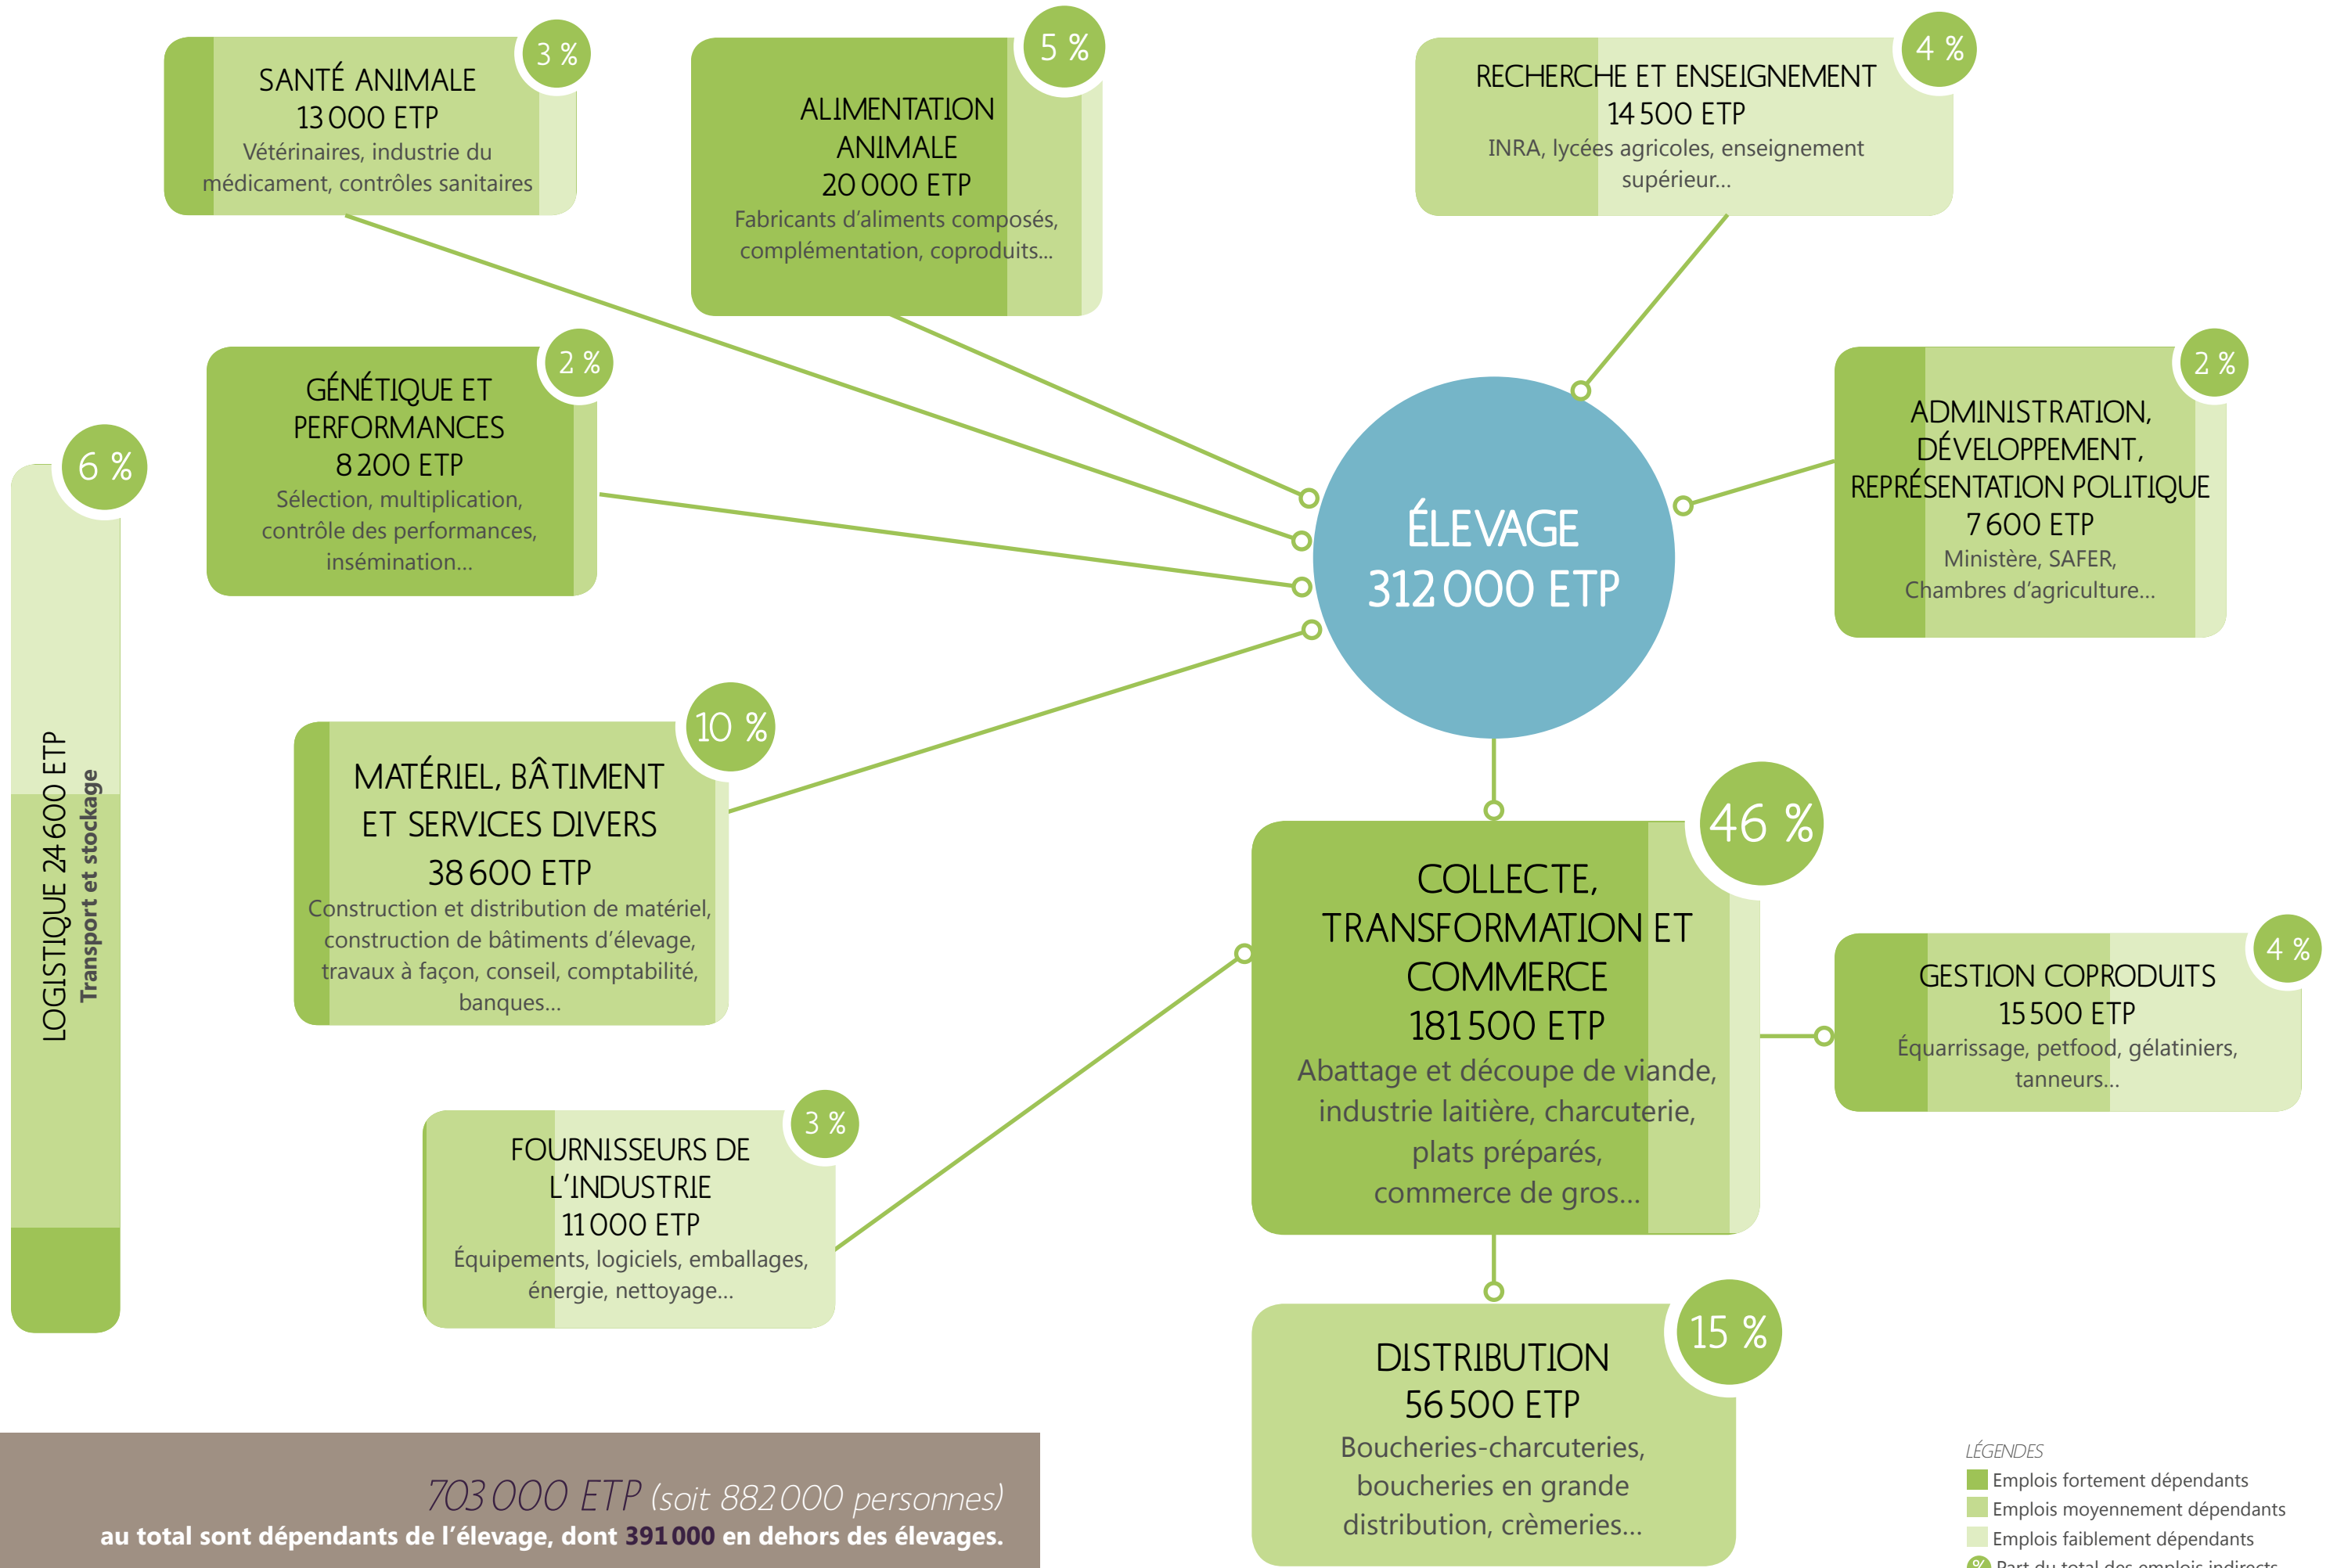 3 %
SANTÉ ANIMALE
13 000 ETP
Vétérinaires, industrie du
médicament, contrôles sanitaires
5 %
ALIMENTATION
ANIMALE
20 000 ETP
Fabricants d'aliments composés,
complémentation, coproduits...
4 %
RECHERCHE ET ENSEIGNEMENT
14 500 ETP
INRA, lycées agricoles, enseignement
supérieur...
2 %
GÉNÉTIQUE ET
PERFORMANCES
8 200 ETP
Sélection, multiplication,
contrôle des performances,
insémination...
2 %
ADMINISTRATION,
DÉVELOPPEMENT,
REPRÉSENTATION POLITIQUE
7 600 ETP
Ministère, SAFER,
Chambres d'agriculture...
ÉLEVAGE
312 000 ETP
6 %
LOGISTIQUE 24 600 ETP
Transport et stockage
10 %
MATÉRIEL, BÂTIMENT
ET SERVICES DIVERS
38 600 ETP
Construction et distribution de matériel,
construction de bâtiments d'élevage,
travaux à façon, conseil, comptabilité,
banques...
46 %
COLLECTE,
TRANSFORMATION ET
COMMERCE
181 500 ETP
Abattage et découpe de viande,
industrie laitière, charcuterie,
plats préparés,
commerce de gros...
4 %
GESTION COPRODUITS
15 500 ETP
Équarrissage, petfood, gélatiniers,
tanneurs...
3 %
FOURNISSEURS DE
L'INDUSTRIE
11 000 ETP
Équipements, logiciels, emballages,
énergie, nettoyage...
15 %
DISTRIBUTION
56 500 ETP
Boucheries-charcuteries,
boucheries en grande
distribution, crèmeries...
703 000 ETP (soit 882 000 personnes)
au total sont dépendants de l'élevage, dont 391 000 en dehors des élevages.
LÉGENDES
Emplois fortement dépendants
Emplois moyennement dépendants
Emplois faiblement dépendants
% Part du total des emplois indirects